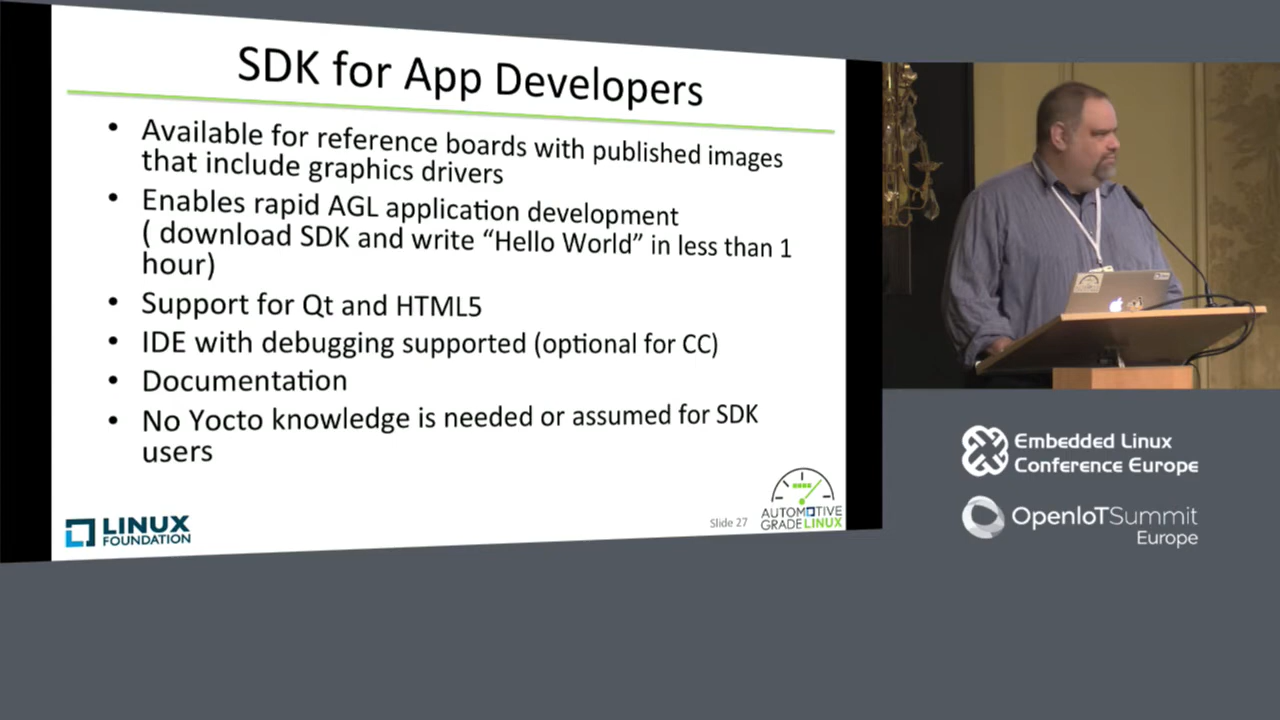 SDK for App Developers
• Available for reference boards with published images
that include graphics drivers
• Enables rapid AGL application development
( download SDK and write “Hello World” in less than 1
hour)
• Support for Qt and HTML5
• IDE with debugging supported (optional for CC)
• Documentation
• No Yocto knowledge is needed or assumed for SDK
users
LINUX
FOUNDATION
Slide 27
AUTOMOTIVE
GRADELINUX
Embedded Linux
Conference Europe
OpenIoTSummit
Europe